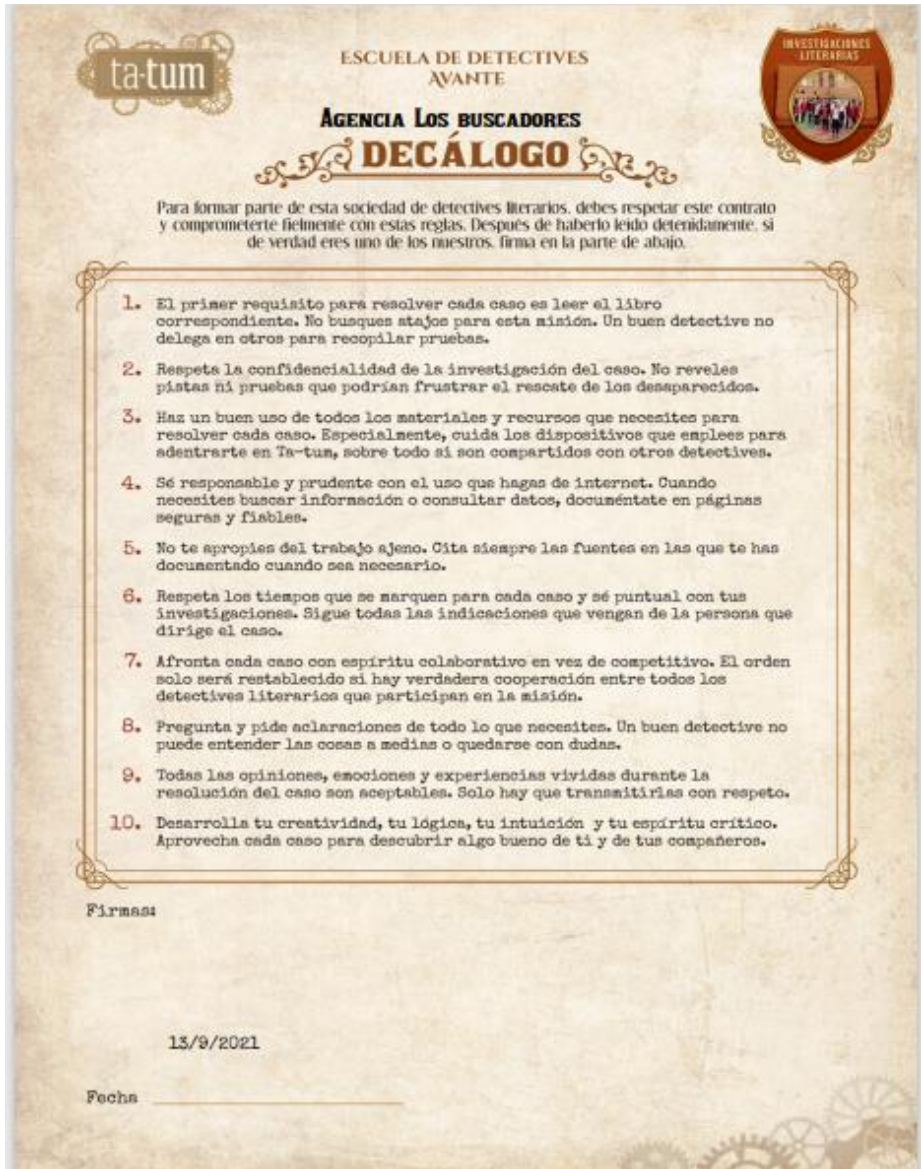 ta-tum
ESCUELA DE DETECTIVES
AVANTE
INVESTIGACIONES
LITERARIAS
AGENCIA LOS BUSCADORES
DECÁLOGO
Para formar parte de esta sociedad de detectives literarios, debes respetar este contrato
y comprometerte fielmente con estas reglas. Después de haberlo leído detenidamente, si
de verdad eres uno de los nuestros, firma en la parte de abajo.
1. El primer requisito para resolver cada caso es leer el libro
correspondiente. No busques atajos para esta misión. Un buen detective no
delega en otros para recopilar pruebas.
2. Respeta la confidencialidad de la investigación del caso. No reveles
pistas ni pruebas que podrían frustrar el rescate de los desaparecidos.
3. Haz un buen uso de todos los materiales y recursos que necesites para
resolver cada caso. Especialmente, cuida los dispositivos que emplees para
adentrarte en Ta-tum, sobre todo si son compartidos con otros detectives.
4. Sé responsable y prudente con el uso que hagas de internet. Cuando
necesites buscar información o consultar datos, documéntate en páginas
seguras y fiables.
5. No te apropies del trabajo ajeno. Cita siempre las fuentes en las que te has
documentado cuando sea necesario.
6. Respeta los tiempos que se marquen para cada caso y sé puntual con tus
investigaciones. Sigue todas las indicaciones que vengan de la persona que
dirige el caso.
7. Afronta cada caso con espíritu colaborativo en vez de competitivo. El orden
solo será restablecido si hay verdadera cooperación entre todos los
detectives literarios que participan en la misión.
8. Pregunta y pide aclaraciones de todo lo que necesites. Un buen detective no
puede entender las cosas a medias o quedarse con dudas.
9. Todas las opiniones, emociones y experiencias vividas durante la
resolución del caso son aceptables. Solo hay que transmitirlas con respeto.
10. Desarrolla tu creatividad, tu lógica, tu intuición y tu espíritu crítico.
Aprovecha cada caso para descubrir algo bueno de ti y de tus compañeros.
Firmas:
13/9/2021
Fecha